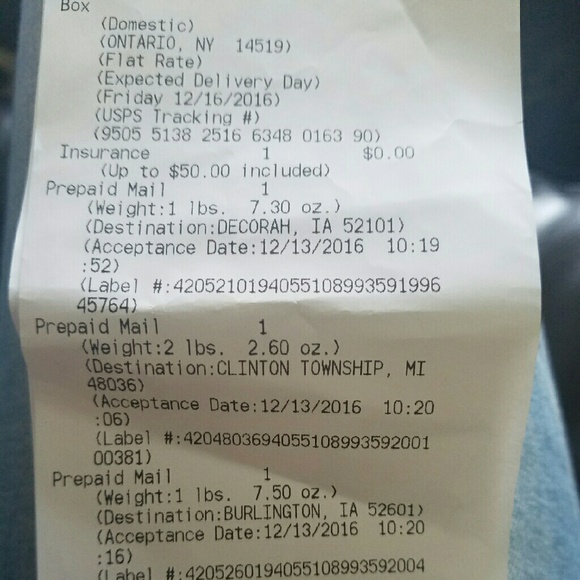 Box
(Domestic)
(ONTARIO, NY 14519)
(Flat Rate)
(Expected Delivery Day)
(Friday 12/16/2016)
(USPS Tracking #)
(9505 5138 2516 6348 0163 90)
Insurance 1 $0.00
(Up to $50.00 included)
Prepaid Mail 1
(Weight:1 lbs. 7.30 oz.)
(Destination:DECORAH, IA 52101)
(Acceptance Date:12/13/2016 10:19
:52)
(Label #:4205210194055108993591996
45764)
Prepaid Mail 1
(Weight:2 lbs. 2.60 oz.)
(Destination:CLINTON TOWNSHIP, MI
48036)
(Acceptance Date:12/13/2016 10:20
:06)
(Label #:4204803694055108993592001
00381)
Prepaid Mail 1
(Weight:1 lbs. 7.50 oz.)
(Destination:BURLINGTON, IA 52601)
(Acceptance Date:12/13/2016 10:20
:16)
(Label #:4205260194055108993592004